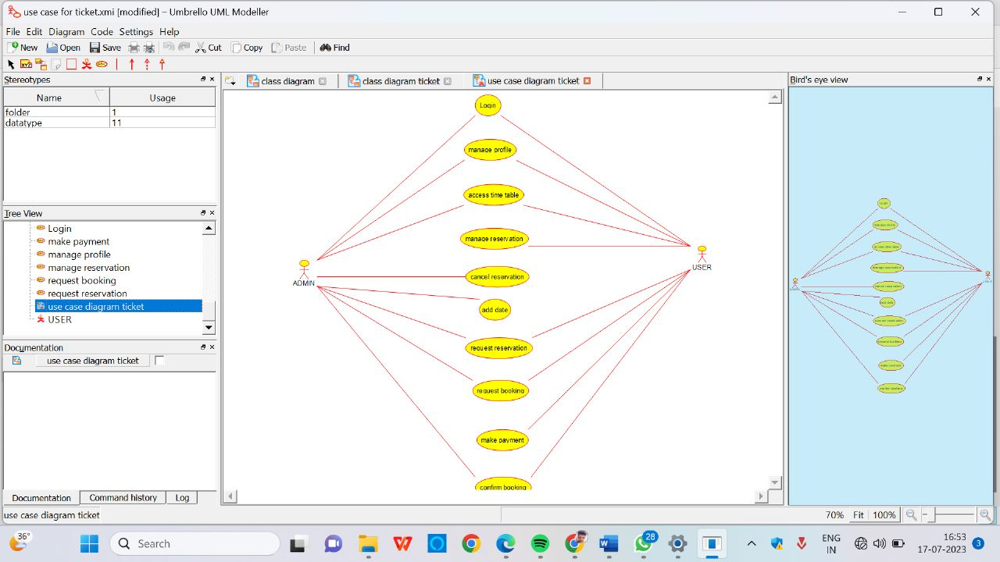 use case for ticket.xmi [modified] – Umbrello UML Modeller
File Edit Diagram Code Settings Help
New Open Save Cut Copy Paste Find
Stereotypes
Name Usage
folder 1
datatype 11
Tree View
Login
make payment
manage profile
manage reservation
request booking
request reservation
use case diagram ticket
USER
Documentation
use case diagram ticket
Documentation Command history Log
use case diagram ticket
class diagram class diagram ticket use case diagram ticket
Login
manage profile
access time table
manage reservation
USER
ADMIN
cancel reservation
add date
request reservation
request booking
make payment
confirm booking
Bird's eye view
70% Fit 100%
36°
Search
28
ENG
IN
16:53
17-07-2023
3